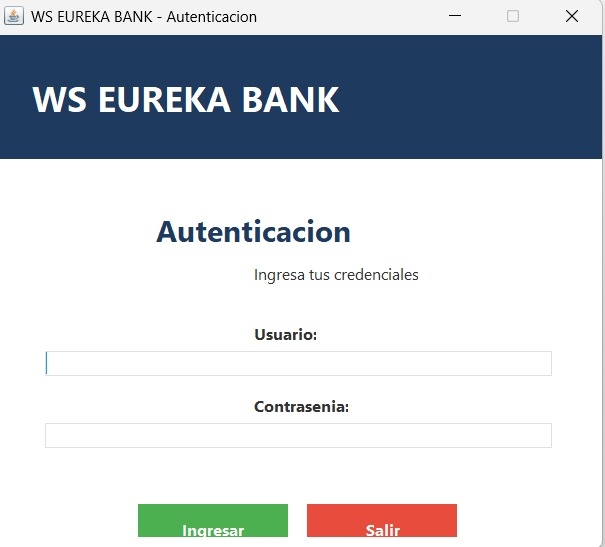 WS EUREKA BANK - Autenticacion
WS EUREKA BANK
Autenticacion
Ingresa tus credenciales
Usuario:
Contrasenia:
Ingresar
Salir